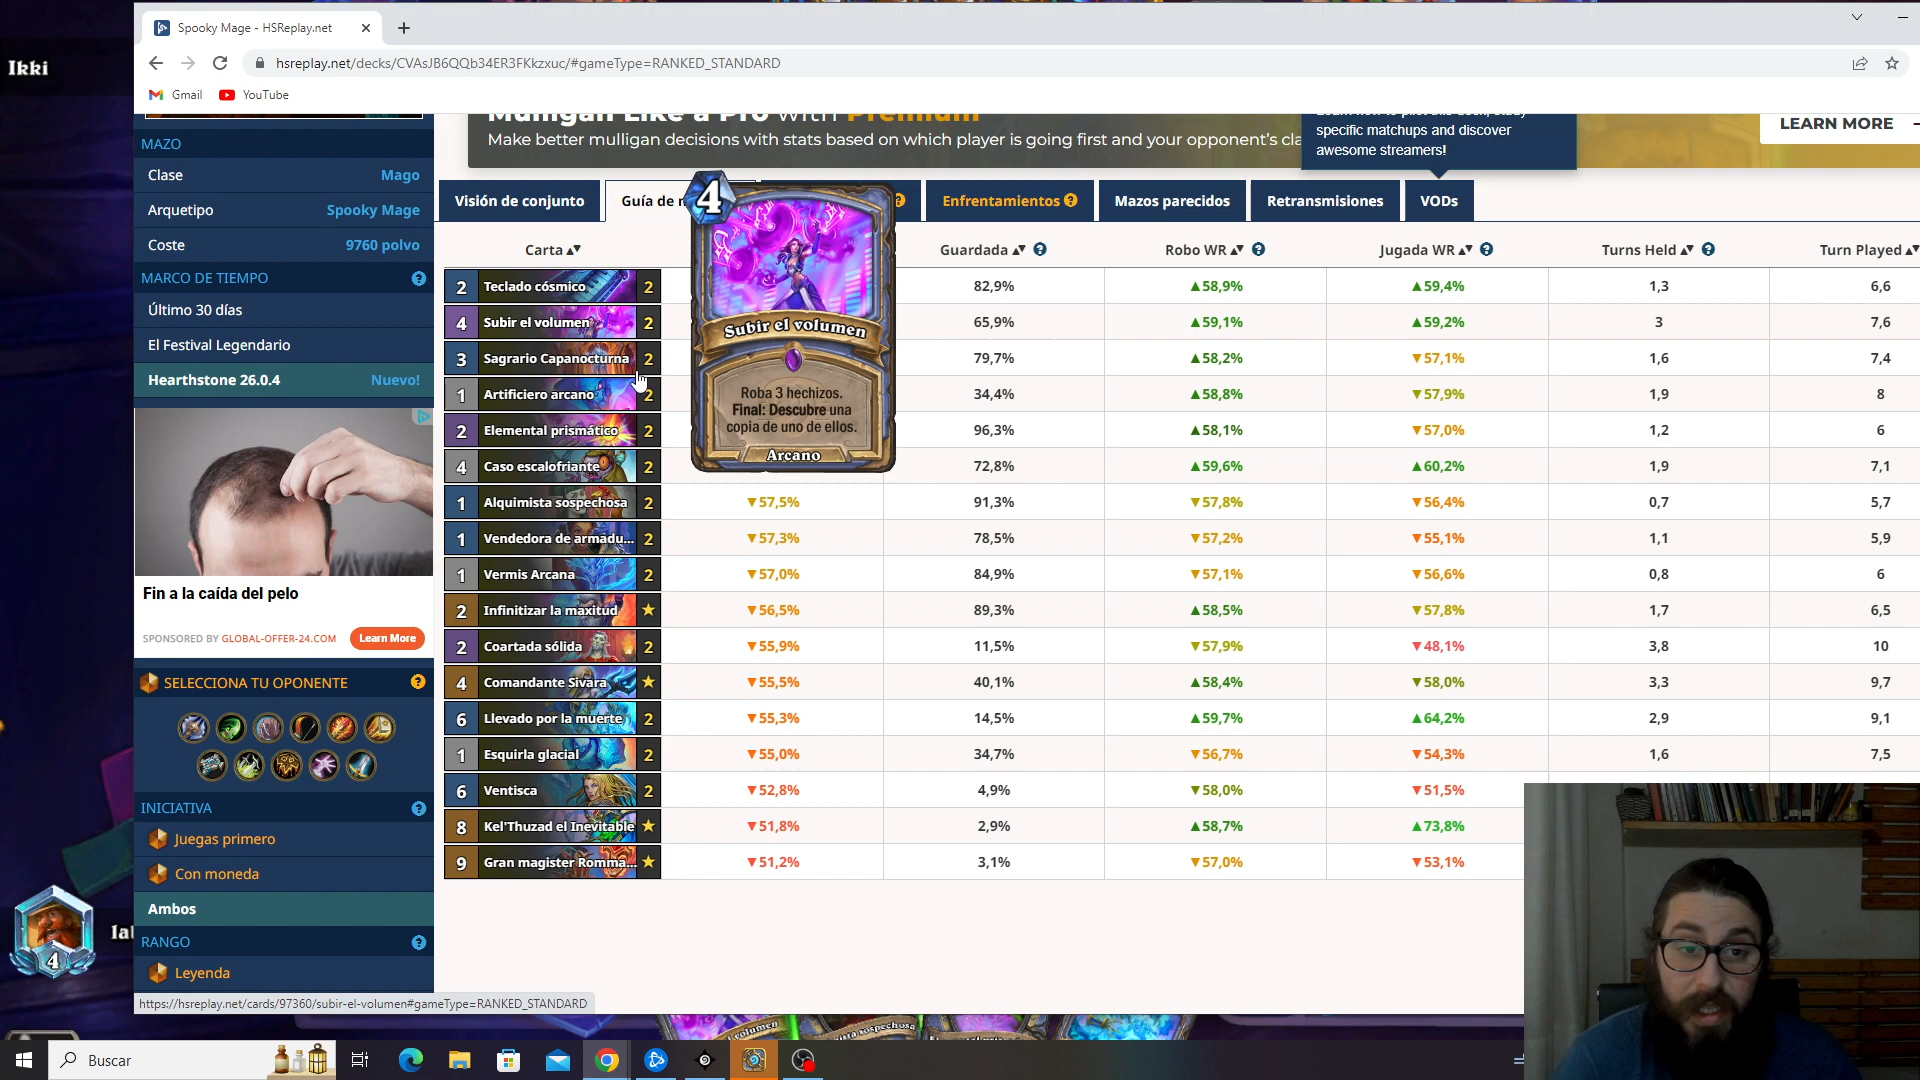 Ikki
Spooky Mage - HSReplay.net
hsreplay.net/decks/CVAsJB6QQb34ER3FKkzxuc/#gameType=RANKED_STANDARD
Gmail YouTube
Mulligan Like a Pro with Premium
Make better mulligan decisions with stats based on which player is going first and your opponent's cla
specific matchups and discover
awesome streamers!
LEARN MORE
MAZO
Clase Mago
Arquetipo Spooky Mage
Coste 9760 polvo
MARCO DE TIEMPO
Último 30 días
El Festival Legendario
Hearthstone 26.0.4 Nuevo!
Fin a la caída del pelo
SPONSORED BY GLOBAL-OFFER-24.COM Learn More
SELECCIONA TU OPONENTE
INICIATIVA
Juegas primero
Con moneda
Ambos
RANGO
Leyenda
https://hsreplay.net/cards/97360/subir-el-volumen#gameType=RANKED_STANDARD
Visión de conjunto Guía de Enfrentamientos Mazos parecidos Retransmisiones VODs
Carta Guardada Robo WR Jugada WR Turns Held Turn Played
2 Teclado cósmico 2 82,9% ▲58,9% ▲59,4% 1,3 6,6
4 Subir el volumen 2 65,9% ▲59,1% ▲59,2% 3 7,6
3 Sagrario Capanocturna 2 79,7% ▲58,2% ▼57,1% 1,6 7,4
1 Artificiero arcano 2 34,4% ▲58,8% ▼57,9% 1,9 8
2 Elemental prismático 2 96,3% ▲58,1% ▼57,0% 1,2 6
4 Caso escalofriante 2 72,8% ▲59,6% ▲60,2% 1,9 7,1
1 Alquimista sospechosa 2 ▼57,5% 91,3% ▼57,8% ▼56,4% 0,7 5,7
1 Vendedora de armadu... 2 ▼57,3% 78,5% ▼57,2% ▼55,1% 1,1 5,9
1 Vermis Arcana 2 ▼57,0% 84,9% ▼57,1% ▼56,6% 0,8 6
2 Infinitizar la maxitud ★ ▼56,5% 89,3% ▲58,5% ▼57,8% 1,7 6,5
2 Coartada sólida 2 ▼55,9% 11,5% ▼57,9% ▼48,1% 3,8 10
4 Comandante Sivara ★ ▼55,5% 40,1% ▲58,4% ▼58,0% 3,3 9,7
6 Llevado por la muerte 2 ▼55,3% 14,5% ▲59,7% ▲64,2% 2,9 9,1
1 Esquirla glacial 2 ▼55,0% 34,7% ▼56,7% ▼54,3% 1,6 7,5
6 Ventisca 2 ▼52,8% 4,9% ▼58,0% ▼51,5%
8 Kel'Thuzad el Inevitable ★ ▼51,8% 2,9% ▲58,7% ▲73,8%
9 Gran magister Romma... ★ ▼51,2% 3,1% ▼57,0% ▼53,1%
4
Subir el volumen
Roba 3 hechizos.
Final: Descubre una
copia de uno de ellos.
Arcano
4
Buscar